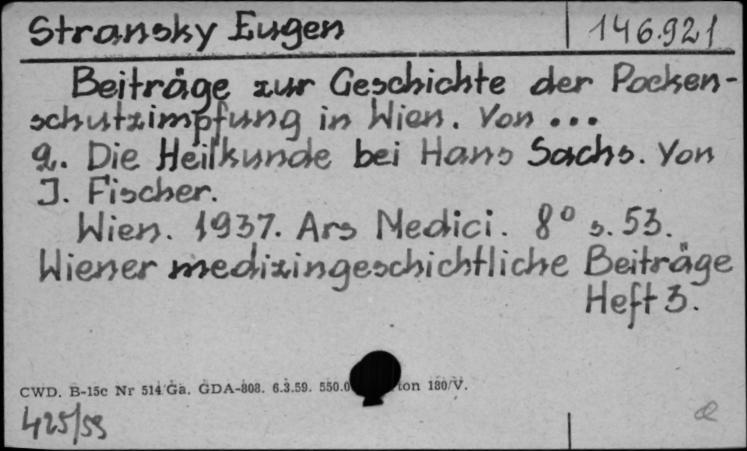 Stransky Eugen 146.921
Beiträge zur Geschichte der Pocken-
schutzimpfung in Wien. Von ...
2. Die Heilkunde bei Hans Sachs. Von
J. Fischer.
Wien. 1937. Ars Medici. 8° s. 53.
Wiener medizingeschichtliche Beiträge
Heft 3.
CWD. B-15c Nr 514/Ga. GDA-808. 6.3.59. 550.0 ton 180/V.
425/59